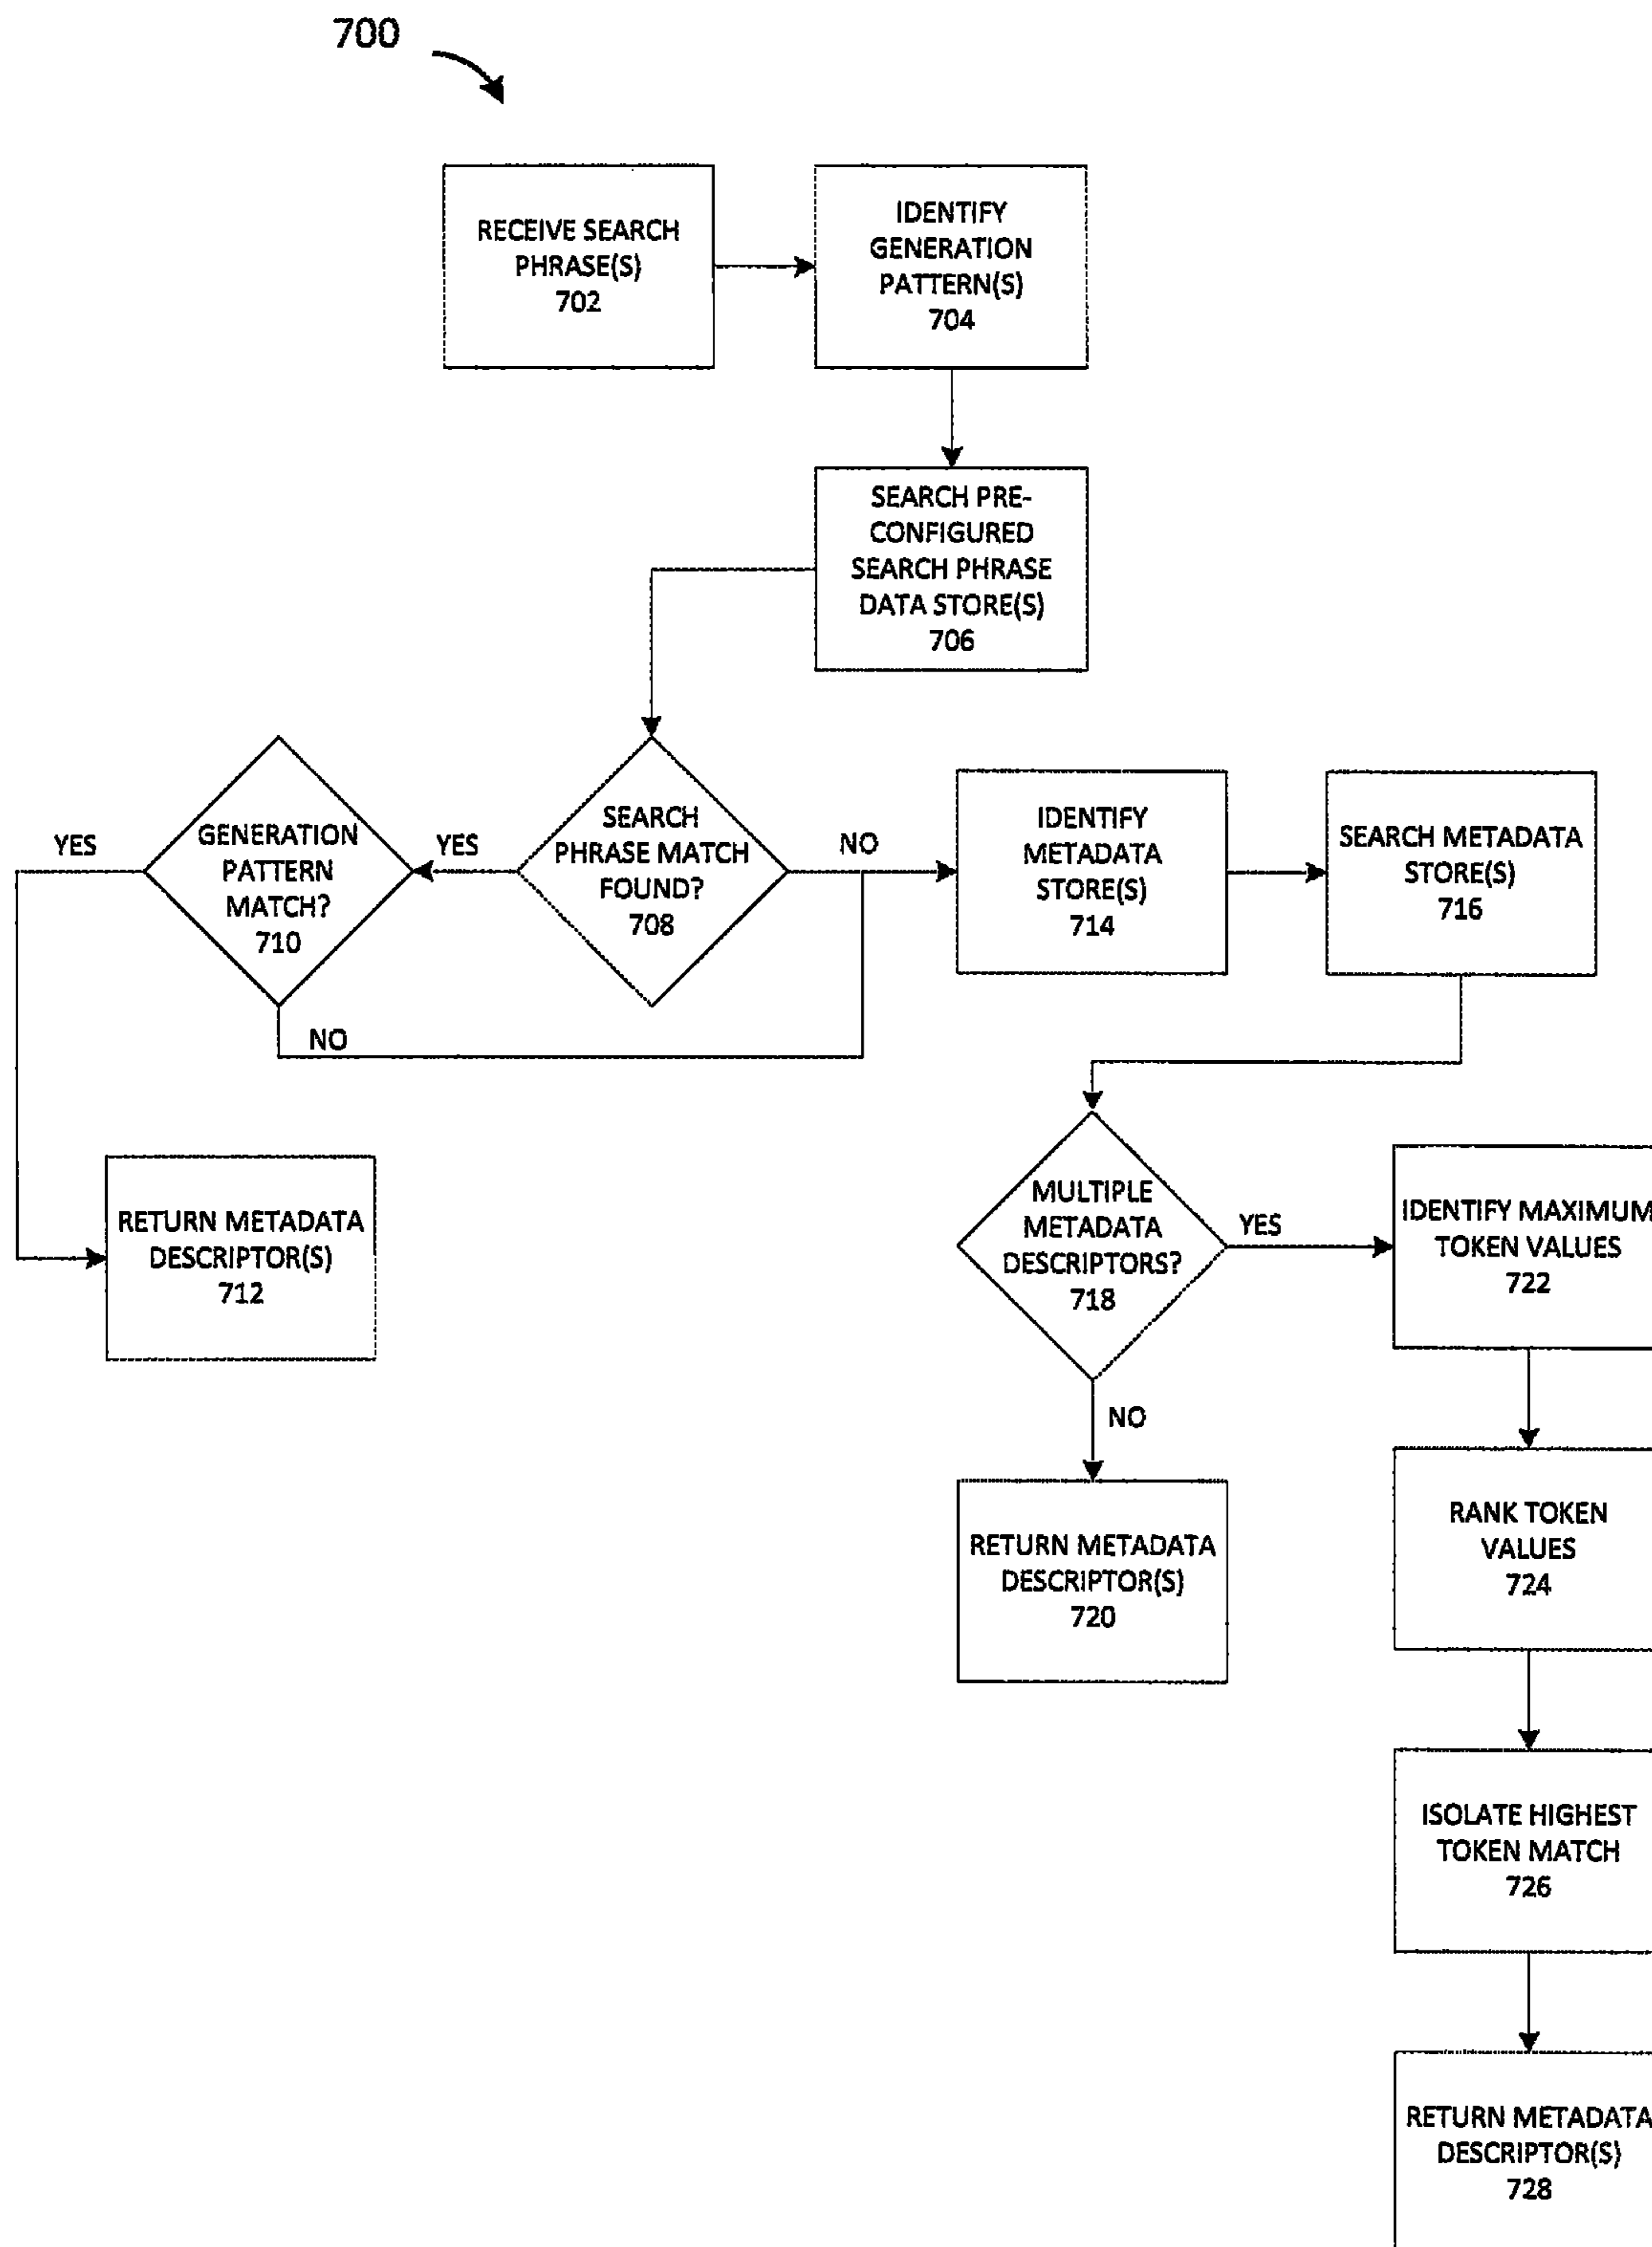 700
RECEIVE SEARCH
PHRASE(S)
702
IDENTIFY
GENERATION
PATTERN(S)
704
SEARCH PRE-
CONFIGURED
SEARCH PHRASE
DATA STORE(S)
706
YES
GENERATION
PATTERN
MATCH?
710
YES
SEARCH
PHRASE MATCH
FOUND?
708
NO
IDENTIFY
METADATA
STORE(S)
714
SEARCH METADATA
STORE(S)
716
NO
RETURN METADATA
DESCRIPTOR(S)
712
MULTIPLE
METADATA
DESCRIPTORS?
718
YES
IDENTIFY MAXIMUM
TOKEN VALUES
722
NO
RETURN METADATA
DESCRIPTOR(S)
720
RANK TOKEN
VALUES
724
ISOLATE HIGHEST
TOKEN MATCH
726
RETURN METADATA
DESCRIPTOR(S)
728